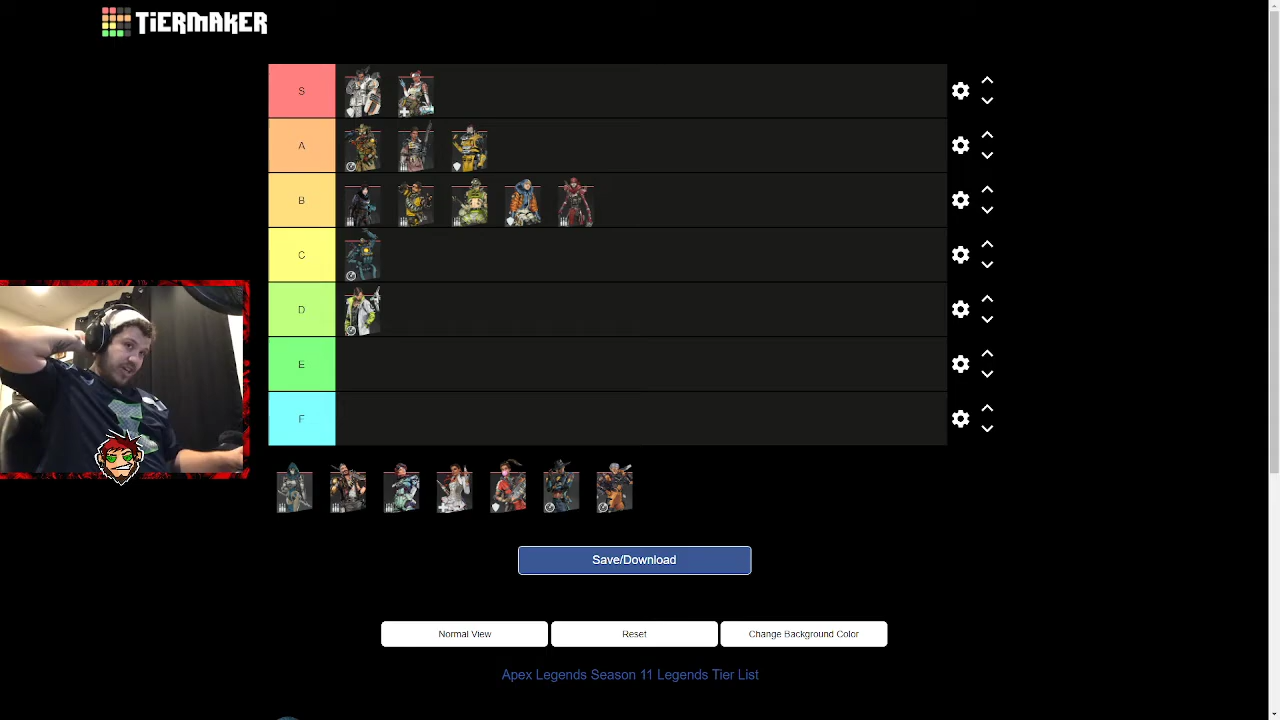 TiERMAKER
S
A
B
C
D
E
F
Save/Download
Normal View
Reset
Change Background Color
Apex Legends Season 11 Legends Tier List